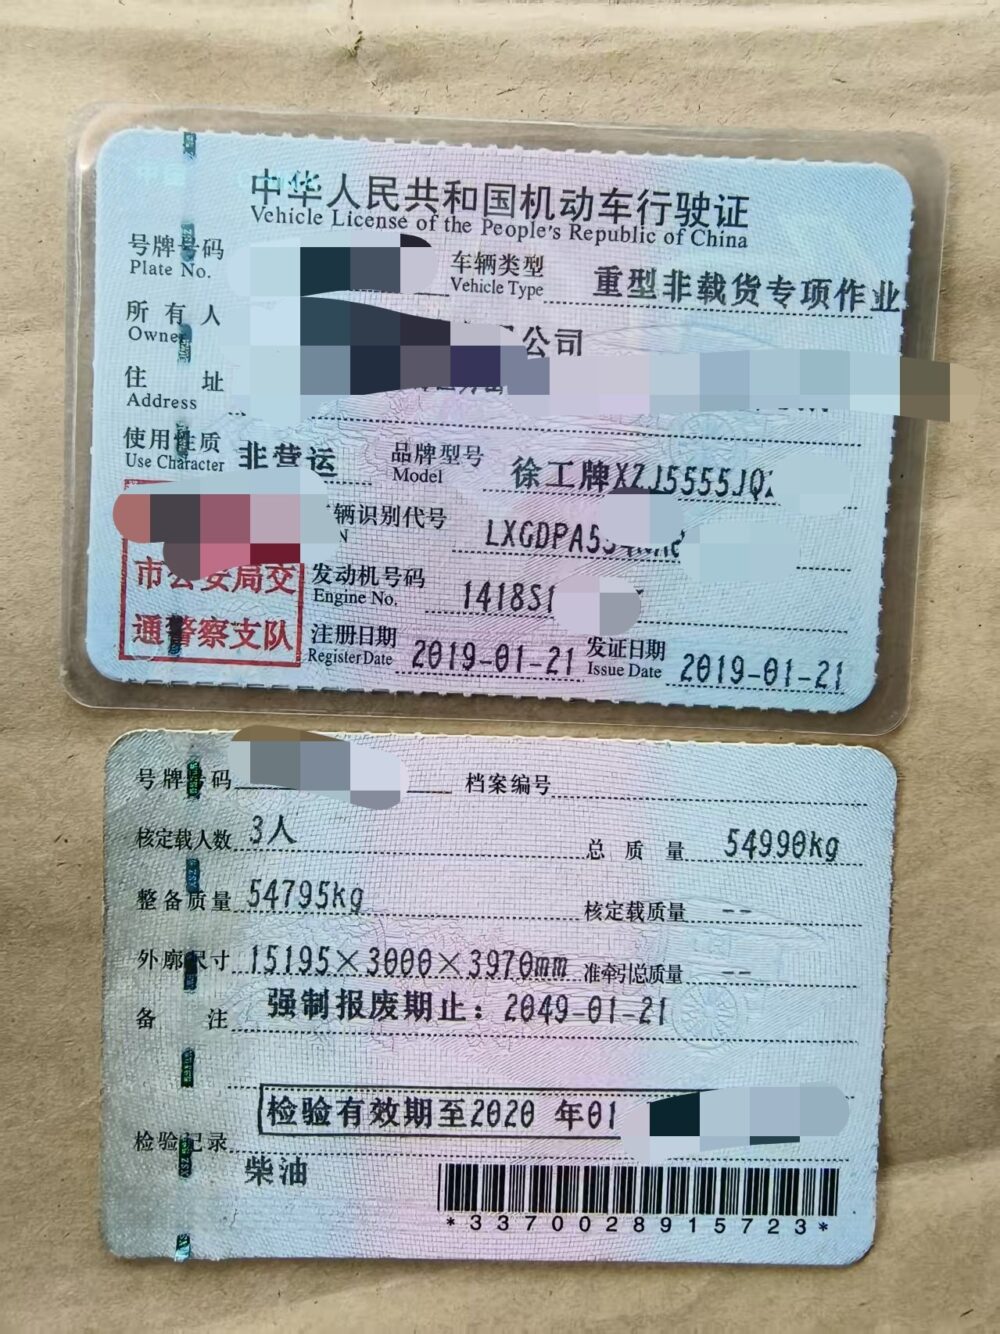 中华人民共和国机动车行驶证
Vehicle License of the People's Republic of China
号牌号码
Plate No.
车辆类型
Vehicle Type
重型非载货专项作业
所有人
Owner
公司
住址
Address
使用性质
Use Character
非营运
品牌型号
Model
徐工牌XZJ5555JQZ
辆识别代号
N
LXGDPA55
市公安局交
通警察支队
发动机号码
Engine No.
1418S1
注册日期
Register Date
2019-01-21
发证日期
Issue Date
2019-01-21
号牌号码
档案编号
核定载人数 3人
总质量 54990kg
整备质量 54795kg
核定载质量 --
外廓尺寸 15195×3000×3970mm
准牵引总质量 --
备注 强制报废期止：2049-01-21
检验有效期至2020 年01
检验记录
柴油
*3370028915723*